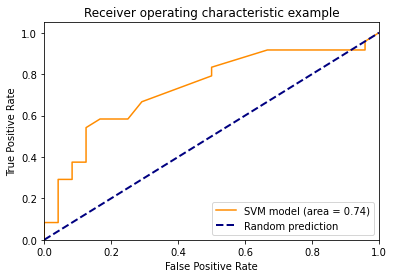 Receiver operating characteristic example
True Positive Rate
1.0
0.8
0.6
0.4
0.2
0.0
SVM model (area = 0.74)
Random prediction
0.0 0.2 0.4 0.6 0.8 1.0
False Positive Rate